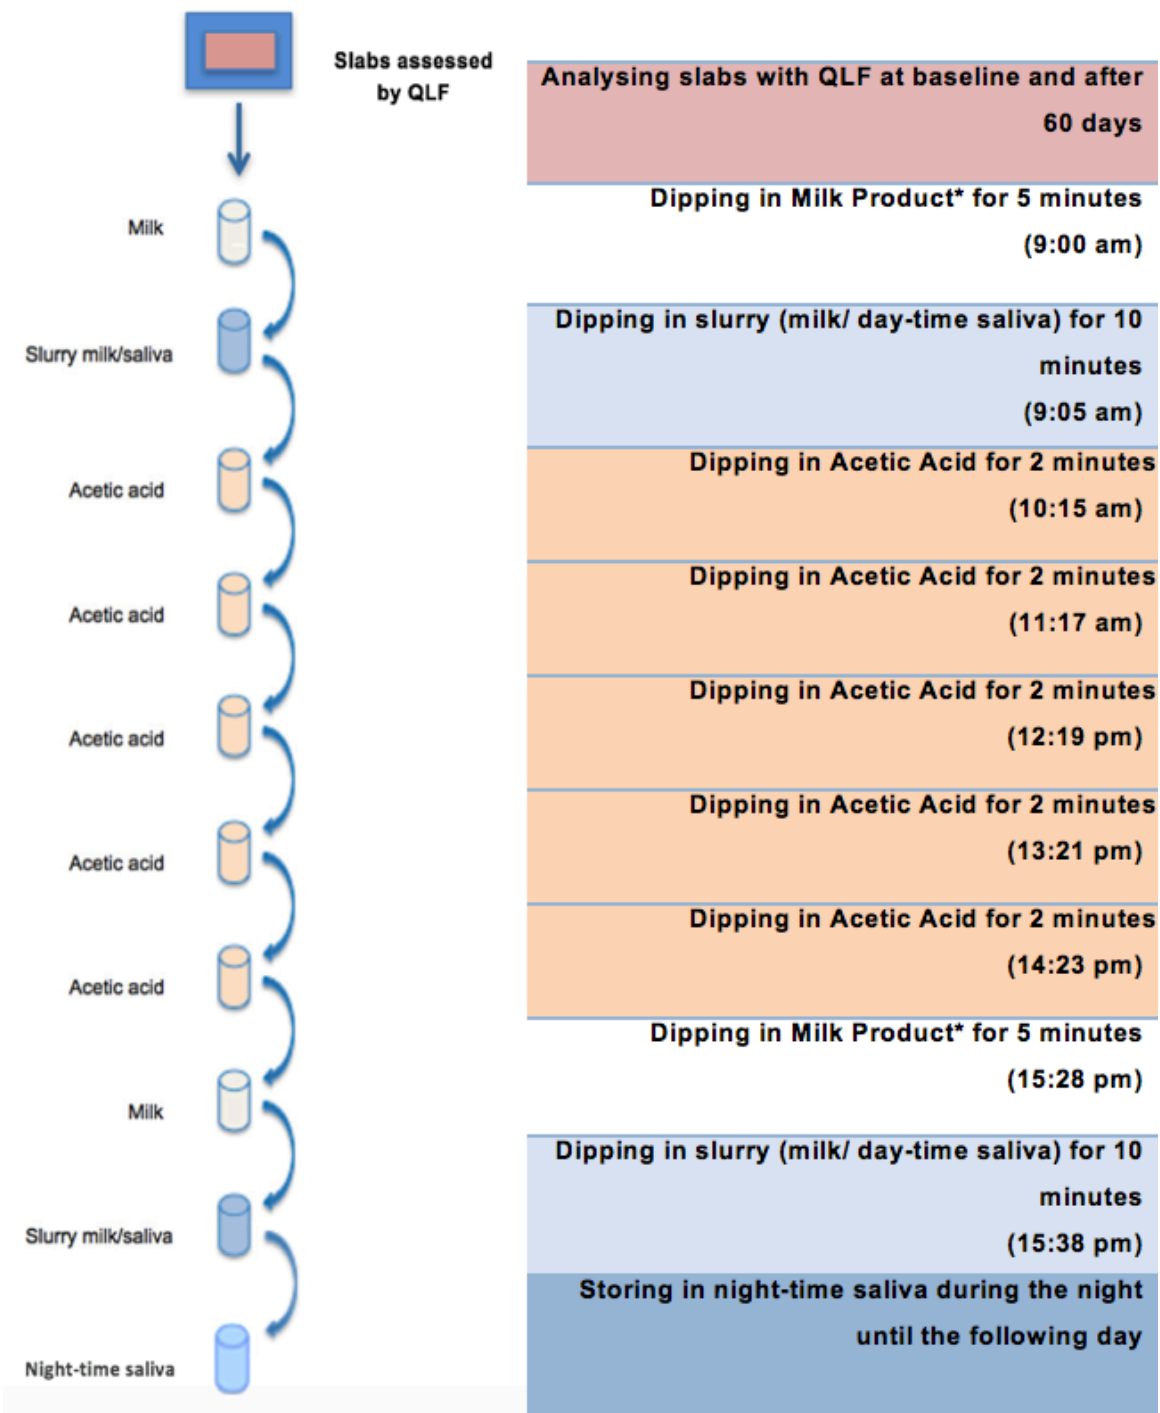 Slabs assessed
by QLF
Analysing slabs with QLF at baseline and after
60 days
Milk
Dipping in Milk Product* for 5 minutes
(9:00 am)
Slurry milk/saliva
Dipping in slurry (milk/ day-time saliva) for 10
minutes
(9:05 am)
Acetic acid
Dipping in Acetic Acid for 2 minutes
(10:15 am)
Acetic acid
Dipping in Acetic Acid for 2 minutes
(11:17 am)
Acetic acid
Dipping in Acetic Acid for 2 minutes
(12:19 pm)
Acetic acid
Dipping in Acetic Acid for 2 minutes
(13:21 pm)
Acetic acid
Dipping in Acetic Acid for 2 minutes
(14:23 pm)
Milk
Dipping in Milk Product* for 5 minutes
(15:28 pm)
Slurry milk/saliva
Dipping in slurry (milk/ day-time saliva) for 10
minutes
(15:38 pm)
Night-time saliva
Storing in night-time saliva during the night
until the following day